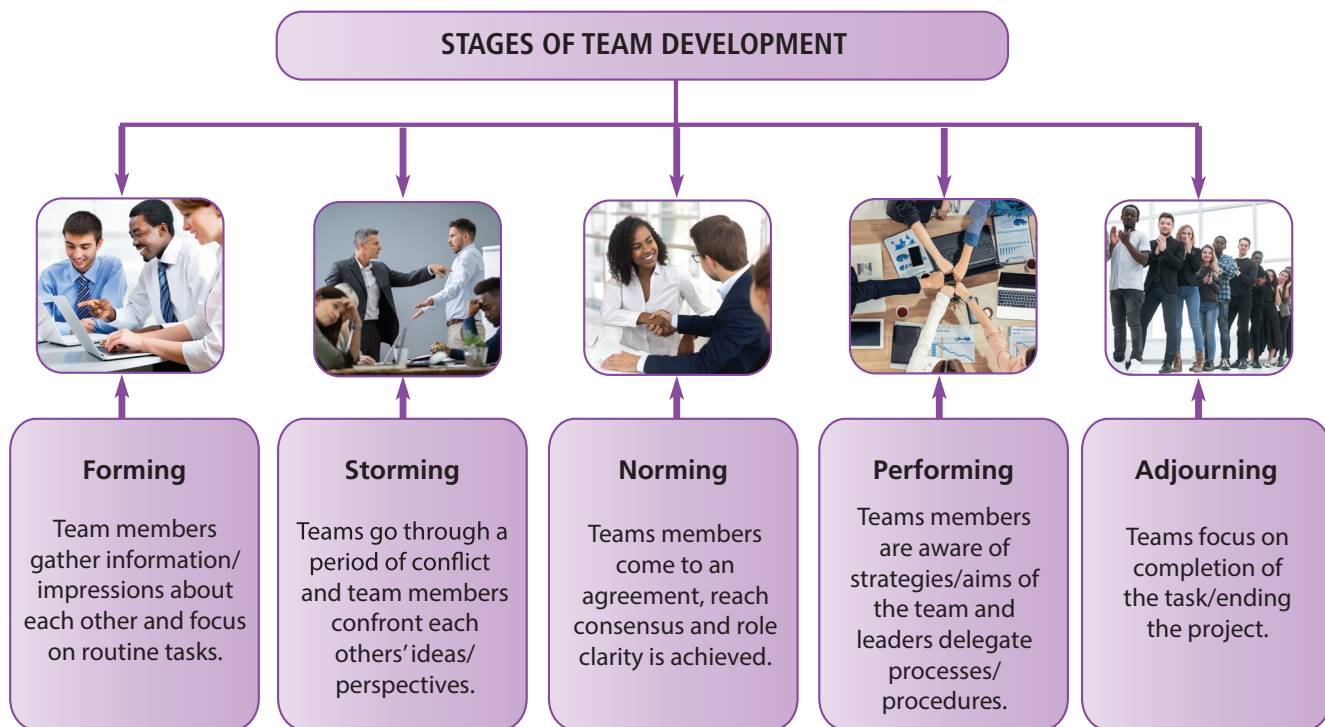 STAGES OF TEAM DEVELOPMENT
Forming
Team members
gather information/
impressions about
each other and focus
on routine tasks.
Storming
Teams go through a
period of conflict
and team members
confront each
others’ ideas/
perspectives.
Norming
Teams members
come to an
agreement, reach
consensus and role
clarity is achieved.
Performing
Teams members
are aware of
strategies/aims of
the team and
leaders delegate
processes/
procedures.
Adjourning
Teams focus on
completion of
the task/ending
the project.